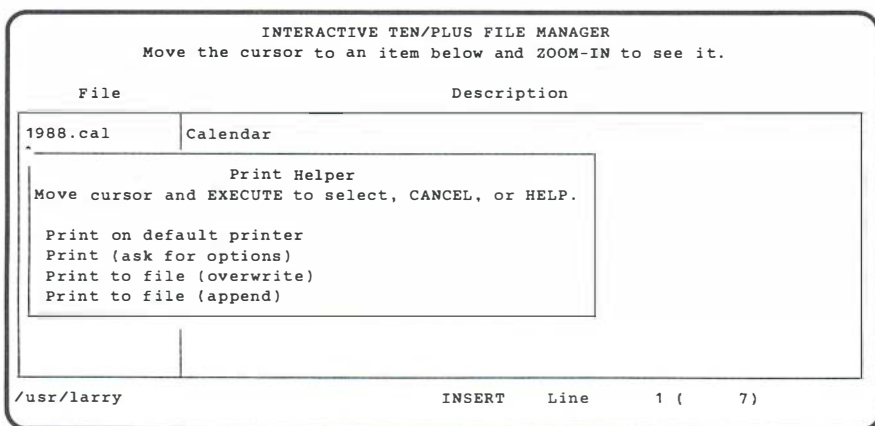 INTERACTIVE TEN/PLUS FILE MANAGER
Move the cursor to an item below and ZOOM-IN to see it.
File Description
1988.cal Calendar
Print Helper
Move cursor and EXECUTE to select, CANCEL, or HELP.
Print on default printer
Print (ask for options)
Print to file (overwrite)
Print to file (append)
/usr/larry INSERT Line 1 ( 7)